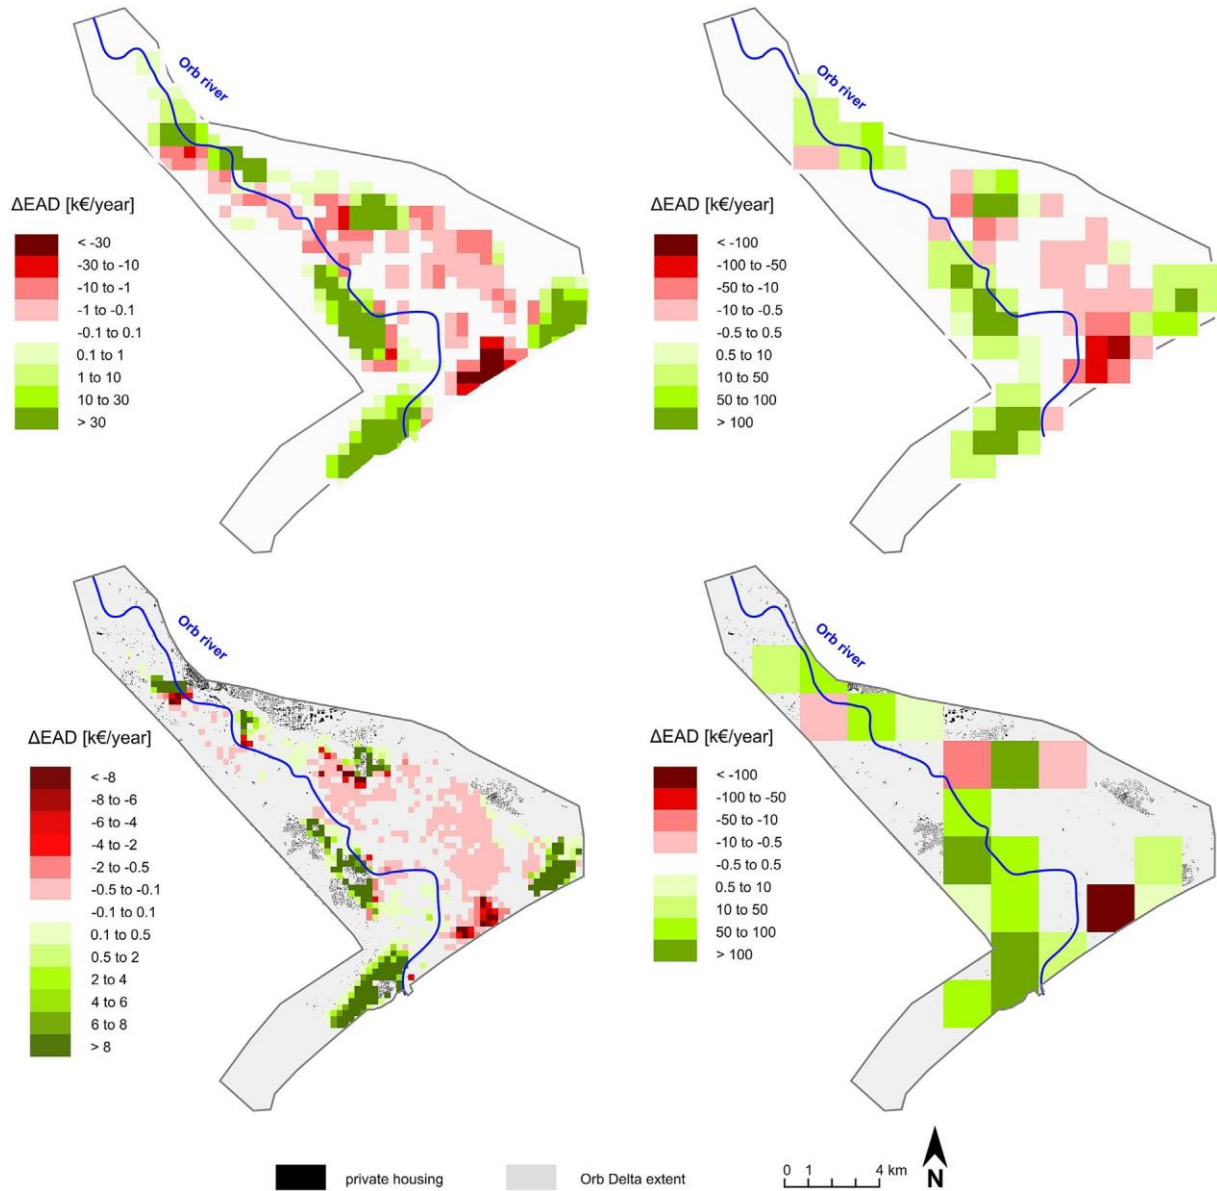 Orb river
ΔEAD [k€/year]
< -30
-30 to -10
-10 to -1
-1 to -0.1
-0.1 to 0.1
0.1 to 1
1 to 10
10 to 30
> 30
Orb river
ΔEAD [k€/year]
< -100
-100 to -50
-50 to -10
-10 to -0.5
-0.5 to 0.5
0.5 to 10
10 to 50
50 to 100
> 100
Orb river
ΔEAD [k€/year]
< -8
-8 to -6
-6 to -4
-4 to -2
-2 to -0.5
-0.5 to -0.1
-0.1 to 0.1
0.1 to 0.5
0.5 to 2
2 to 4
4 to 6
6 to 8
> 8
Orb river
ΔEAD [k€/year]
< -100
-100 to -50
-50 to -10
-10 to -0.5
-0.5 to 0.5
0.5 to 10
10 to 50
50 to 100
> 100
private housing
Orb Delta extent
0 1 4 km
N